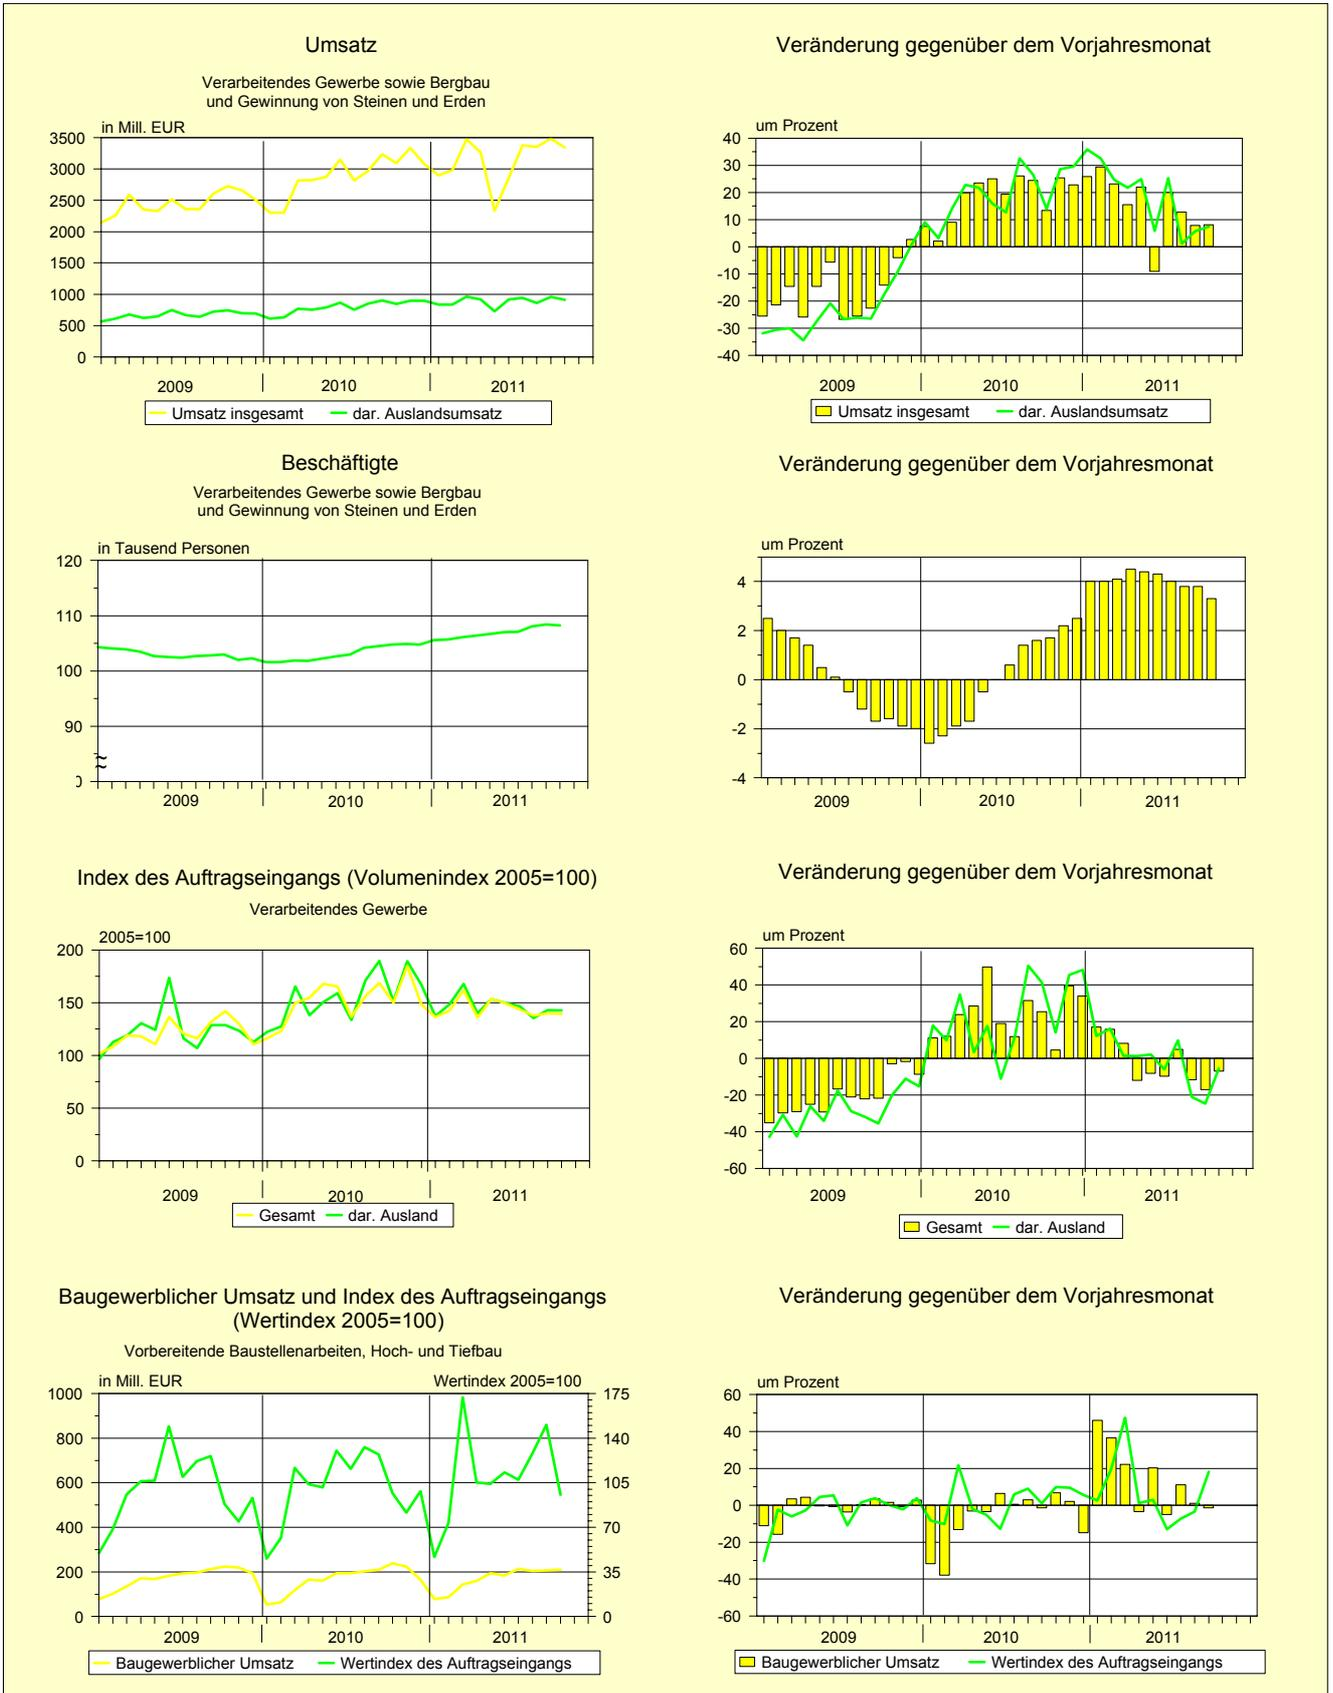 Umsatz
Verarbeitendes Gewerbe sowie Bergbau
und Gewinnung von Steinen und Erden
in Mill. EUR
3500
3000
2500
2000
1500
1000
500
0
2009
2010
2011
Umsatz insgesamt
dar. Auslandsumsatz
Veränderung gegenüber dem Vorjahresmonat
um Prozent
40
30
20
10
0
-10
-20
-30
-40
2009
2010
2011
Umsatz insgesamt
dar. Auslandsumsatz
Beschäftigte
Verarbeitendes Gewerbe sowie Bergbau
und Gewinnung von Steinen und Erden
in Tausend Personen
120
110
100
90
2009
2010
2011
Veränderung gegenüber dem Vorjahresmonat
um Prozent
4
2
0
-2
-4
2009
2010
2011
Index des Auftragseingangs (Volumenindex 2005=100)
Verarbeitendes Gewerbe
2005=100
200
150
100
50
0
2009
2010
2011
Gesamt
dar. Ausland
Veränderung gegenüber dem Vorjahresmonat
um Prozent
60
40
20
0
-20
-40
-60
2009
2010
2011
Gesamt
dar. Ausland
Baugewerblicher Umsatz und Index des Auftragseingangs
(Wertindex 2005=100)
Vorbereitende Baustellenarbeiten, Hoch- und Tiefbau
in Mill. EUR
Wertindex 2005=100
1000
800
600
400
200
0
175
140
105
70
35
0
2009
2010
2011
Baugewerblicher Umsatz
Wertindex des Auftragseingangs
Veränderung gegenüber dem Vorjahresmonat
um Prozent
60
40
20
0
-20
-40
-60
2009
2010
2011
Baugewerblicher Umsatz
Wertindex des Auftragseingangs